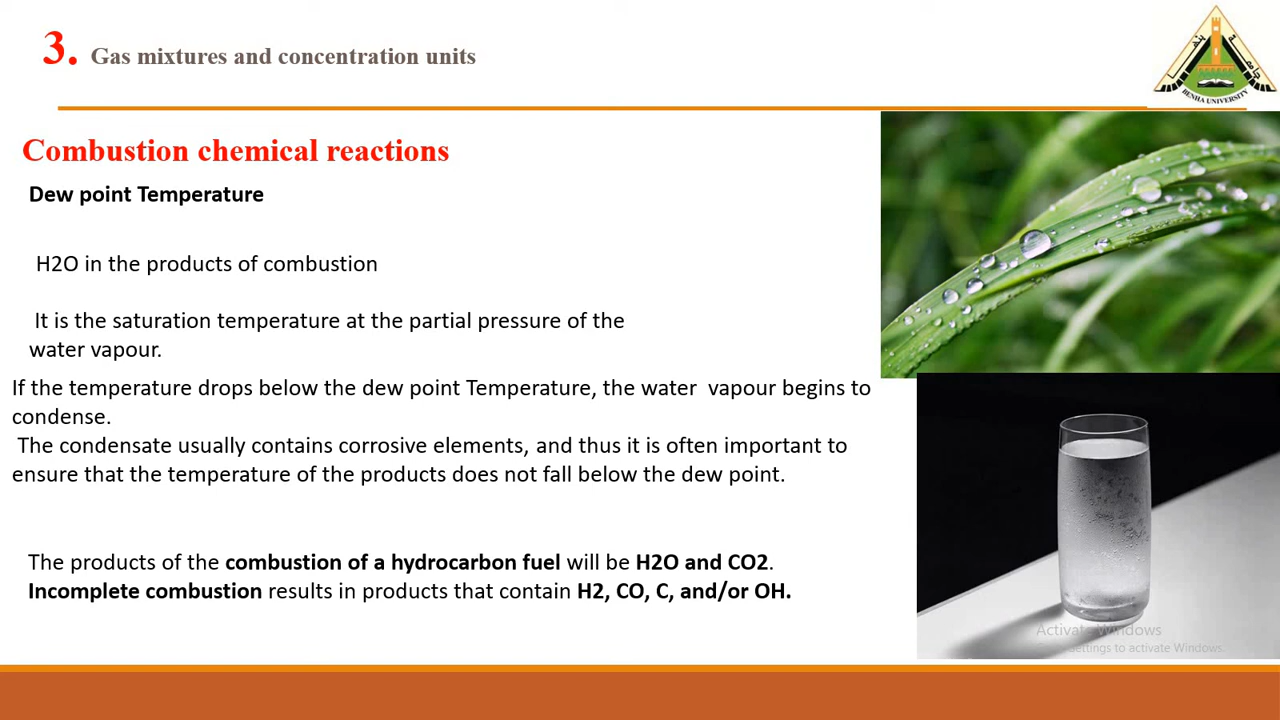 3. Gas mixtures and concentration units
BENHA UNIVERSITY
Combustion chemical reactions
Dew point Temperature
H2O in the products of combustion
It is the saturation temperature at the partial pressure of the
water vapour.
If the temperature drops below the dew point Temperature, the water vapour begins to
condense.
The condensate usually contains corrosive elements, and thus it is often important to
ensure that the temperature of the products does not fall below the dew point.
The products of the combustion of a hydrocarbon fuel will be H2O and CO2.
Incomplete combustion results in products that contain H2, CO, C, and/or OH.
Activate Windows
Settings to activate Windows.